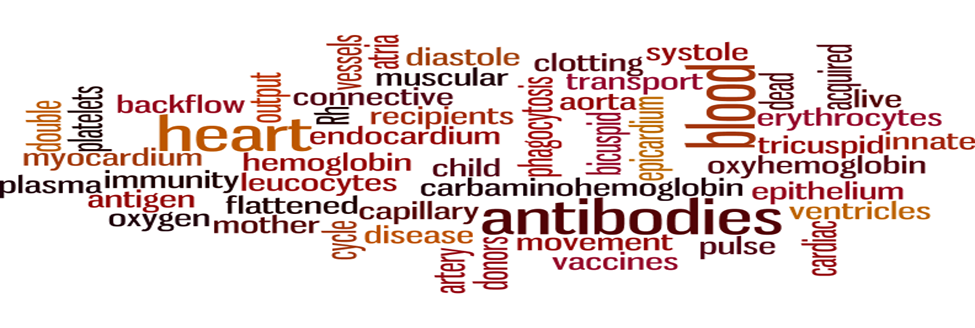 vessels
atria
diastole
clotting
systole
muscular
transport
blood
dead
acquired
live
double
platelets
backflow
output
connective
Rh
recipients
phagocytosis
aorta
bicuspid
epicardium
erythrocytes
heart
endocardium
tricuspid
innate
myocardium
hemoglobin
child
oxyhemoglobin
plasma
immunity
leucocytes
carbaminohemoglobin
epithelium
antigen
flattened
capillary
antibodies
ventricles
oxygen
mother
cycle
disease
movement
pulse
cardiac
artery
donors
vaccines